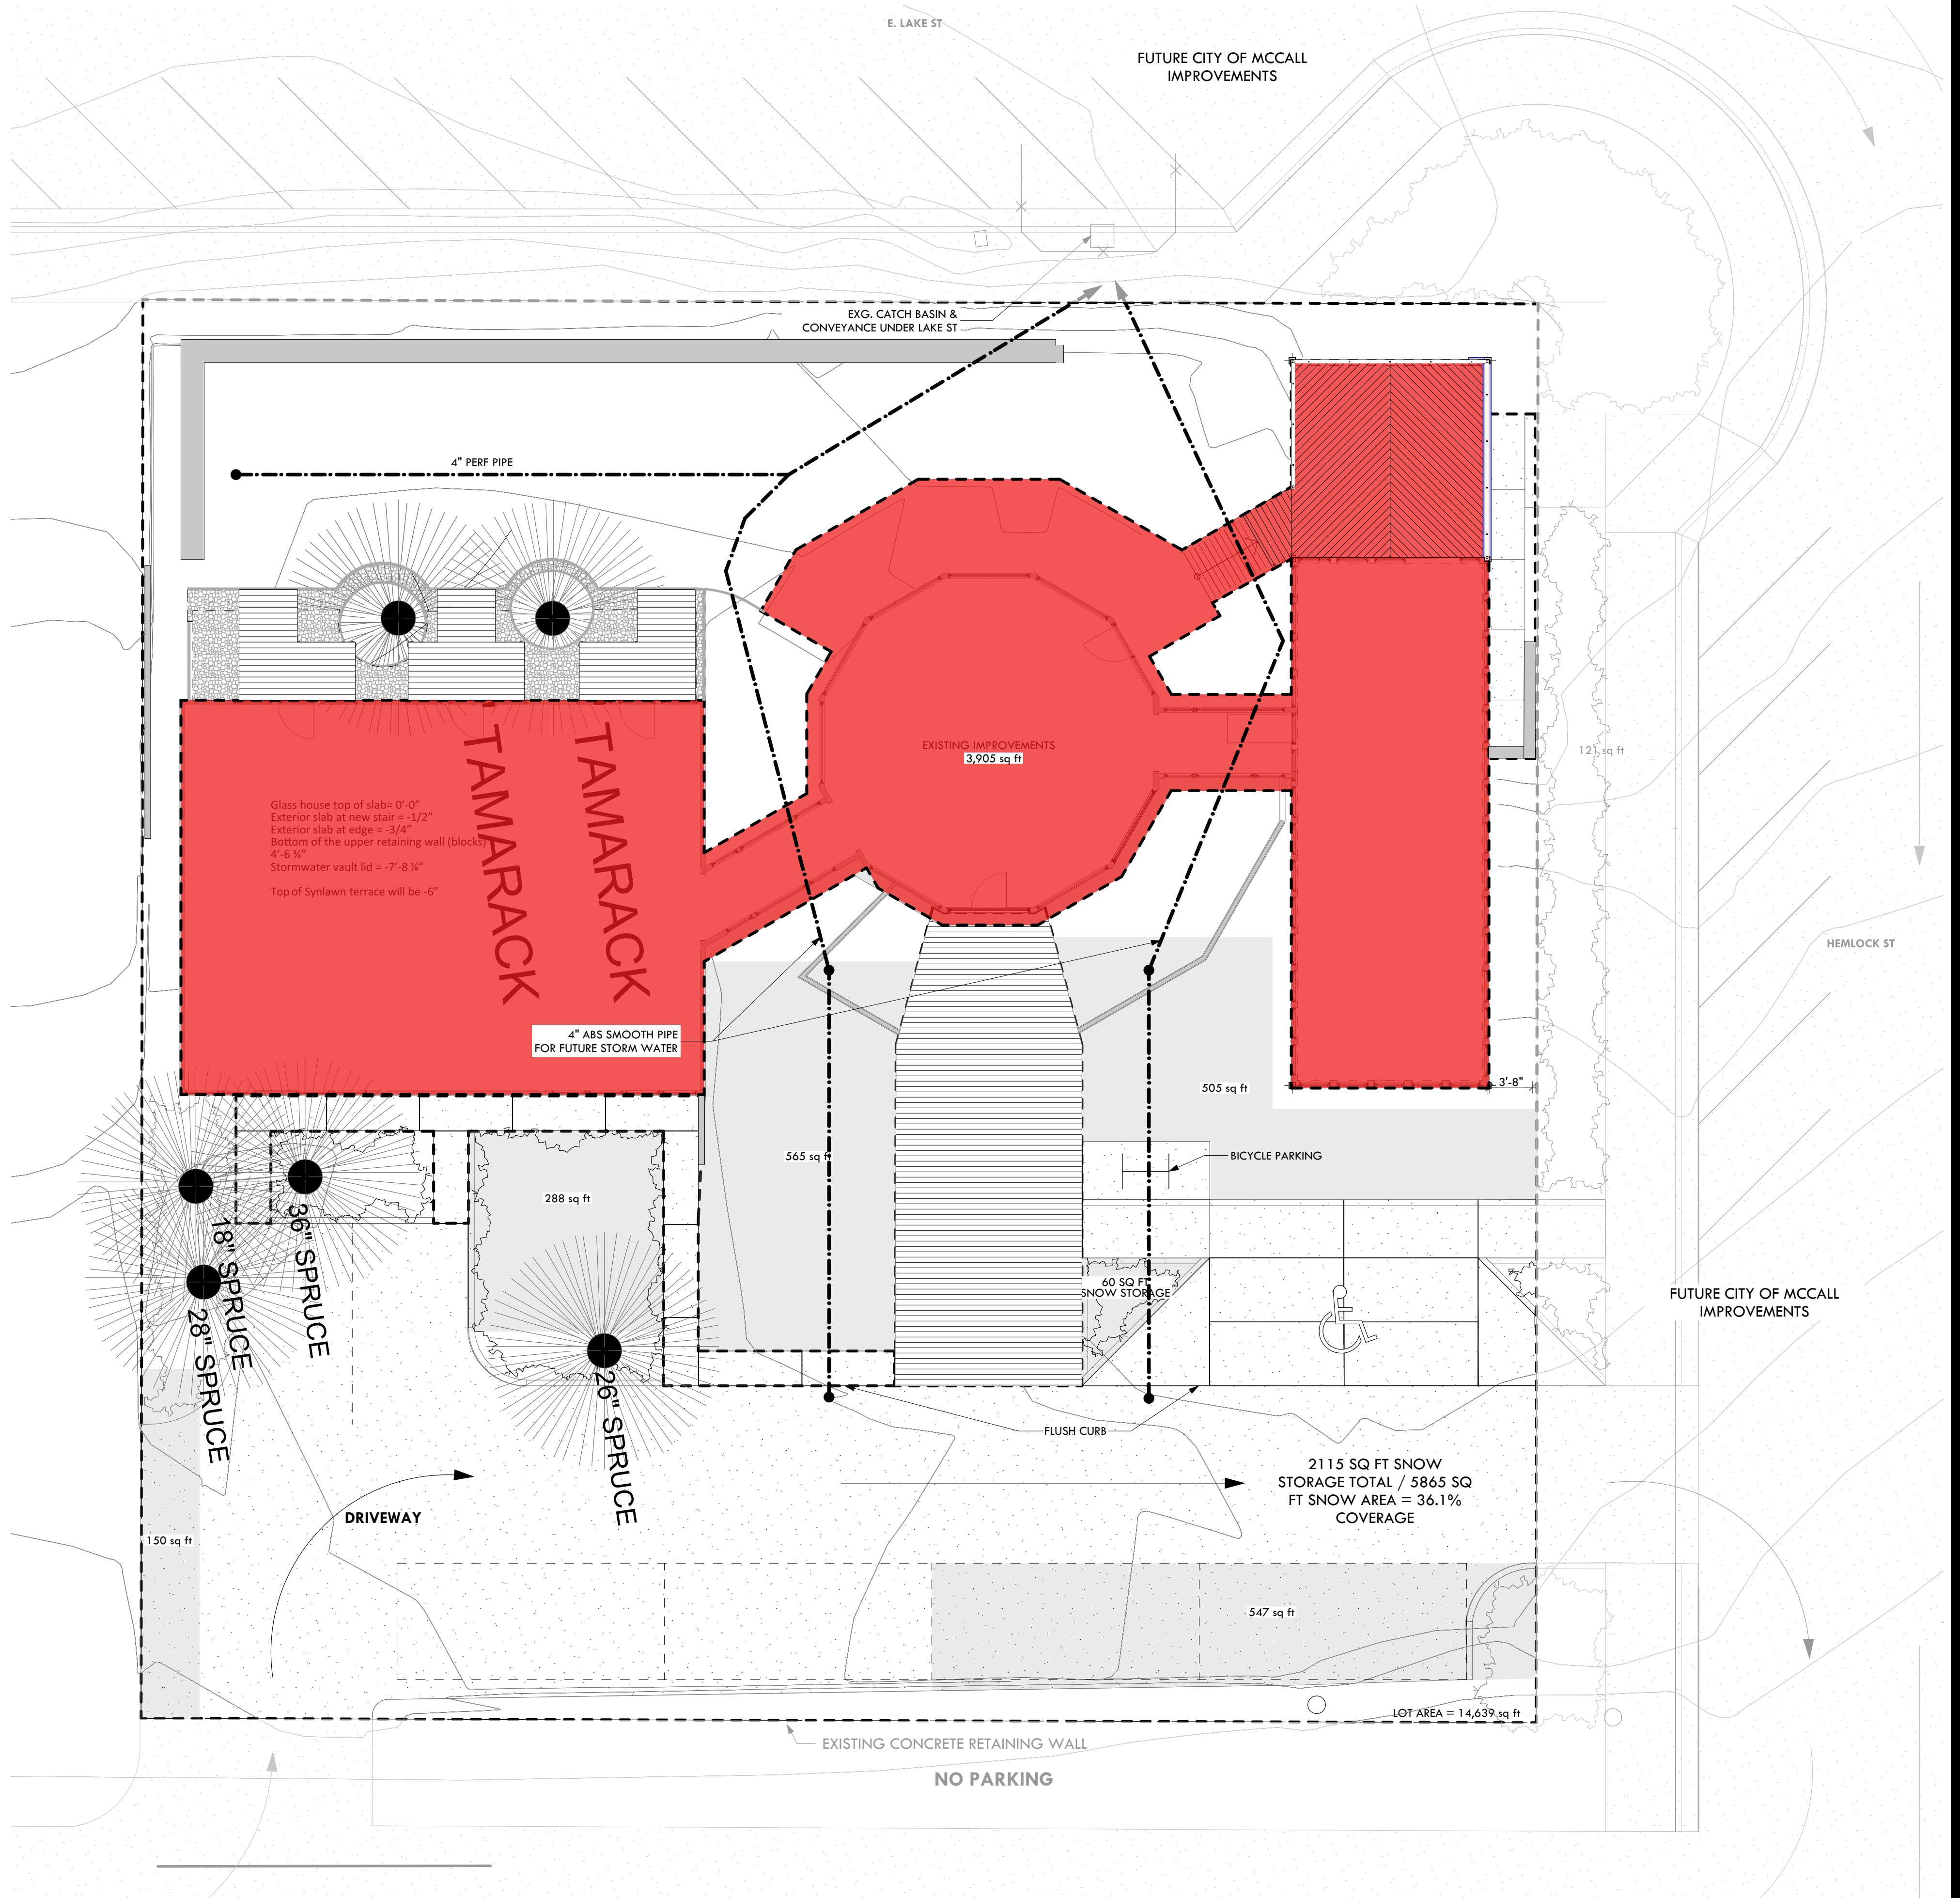 E. LAKE ST
FUTURE CITY OF MCCALL
IMPROVEMENTS
EXG. CATCH BASIN &
CONVEYANCE UNDER LAKE ST
4" PERF PIPE
EXISTING IMPROVEMENTS
3,905 sq ft
121 sq ft
Glass house top of slab= 0'-0"
Exterior slab at new stair = -1/2"
Exterior slab at edge = -3/4"
Bottom of the upper retaining wall (blocks)
4'-6 ¾"
Stormwater vault lid = -7'-8 ¼"
Top of Synlawn terrace will be -6"
TAMARACK
TAMARACK
HEMLOCK ST
4" ABS SMOOTH PIPE
FOR FUTURE STORM WATER
505 sq ft
3'-8"
565 sq ft
BICYCLE PARKING
288 sq ft
18" SPRUCE
36" SPRUCE
28" SPRUCE
26" SPRUCE
60 SQ FT
SNOW STORAGE
FUTURE CITY OF MCCALL
IMPROVEMENTS
FLUSH CURB
2115 SQ FT SNOW
STORAGE TOTAL / 5865 SQ
FT SNOW AREA = 36.1%
COVERAGE
DRIVEWAY
150 sq ft
547 sq ft
LOT AREA = 14,639 sq ft
EXISTING CONCRETE RETAINING WALL
NO PARKING